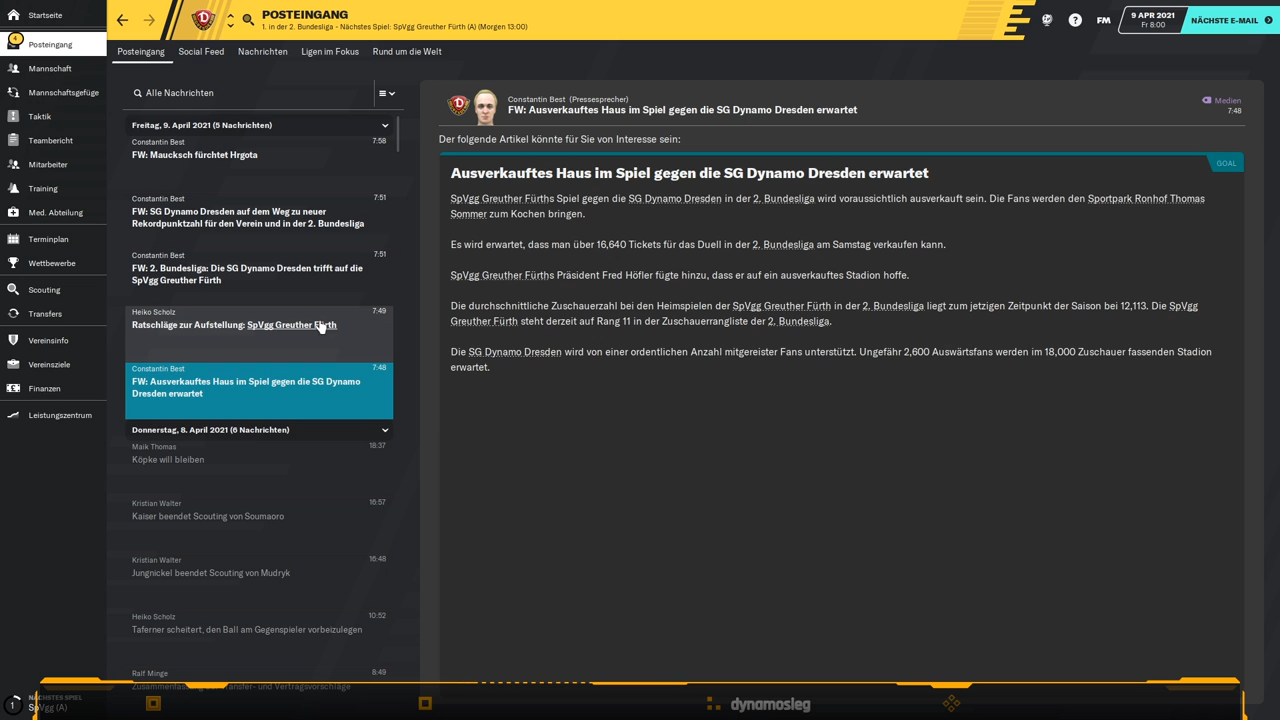 Startseite
4
Posteingang
Mannschaft
Mannschaftsgefüge
Taktik
Teambericht
Mitarbeiter
Training
Med. Abteilung
Terminplan
Wettbewerbe
Scouting
Transfers
Vereinsinfo
Vereinsziele
Finanzen
Leistungszentrum
POSTEINGANG
1. in der 2. Bundesliga - Nächstes Spiel: SpVgg Greuther Fürth (A) (Morgen 13:00)
FM
9 APR 2021
Fr 8:00
NÄCHSTE E-MAIL
Posteingang Social Feed Nachrichten Ligen im Fokus Rund um die Welt
Alle Nachrichten
Freitag, 9. April 2021 (5 Nachrichten)
Constantin Best 7:58
FW: Maucksch fürchtet Hrgota
Constantin Best 7:51
FW: SG Dynamo Dresden auf dem Weg zu neuer
Rekordpunktzahl für den Verein und in der 2. Bundesliga
Constantin Best 7:51
FW: 2. Bundesliga: Die SG Dynamo Dresden trifft auf die
SpVgg Greuther Fürth
Heiko Scholz 7:49
Ratschläge zur Aufstellung: SpVgg Greuther Fürth
Constantin Best 7:48
FW: Ausverkauftes Haus im Spiel gegen die SG Dynamo
Dresden erwartet
Donnerstag, 8. April 2021 (6 Nachrichten)
Maik Thomas 18:37
Köpke will bleiben
Kristian Walter 16:57
Kaiser beendet Scouting von Soumaoro
Kristian Walter 16:48
Jungnickel beendet Scouting von Mudryk
Heiko Scholz 10:52
Taferner scheitert, den Ball am Gegenspieler vorbeizulegen
Ralf Minge 8:49
Zusammenfassung der Transfer- und Vertragsvorschläge
Constantin Best (Pressesprecher)
FW: Ausverkauftes Haus im Spiel gegen die SG Dynamo Dresden erwartet
Medien
7:48
Der folgende Artikel könnte für Sie von Interesse sein:
GOAL
Ausverkauftes Haus im Spiel gegen die SG Dynamo Dresden erwartet
SpVgg Greuther Fürths Spiel gegen die SG Dynamo Dresden in der 2. Bundesliga wird voraussichtlich ausverkauft sein. Die Fans werden den Sportpark Ronhof Thomas
Sommer zum Kochen bringen.
Es wird erwartet, dass man über 16,640 Tickets für das Duell in der 2. Bundesliga am Samstag verkaufen kann.
SpVgg Greuther Fürths Präsident Fred Höfler fügte hinzu, dass er auf ein ausverkauftes Stadion hoffe.
Die durchschnittliche Zuschauerzahl bei den Heimspielen der SpVgg Greuther Fürth in der 2. Bundesliga liegt zum jetzigen Zeitpunkt der Saison bei 12,113. Die SpVgg
Greuther Fürth steht derzeit auf Rang 11 in der Zuschauerrangliste der 2. Bundesliga.
Die SG Dynamo Dresden wird von einer ordentlichen Anzahl mitgereister Fans unterstützt. Ungefähr 2,600 Auswärtsfans werden im 18,000 Zuschauer fassenden Stadion
erwartet.
1
NÄCHSTES SPIEL
SpVgg (A)
dynamosieg